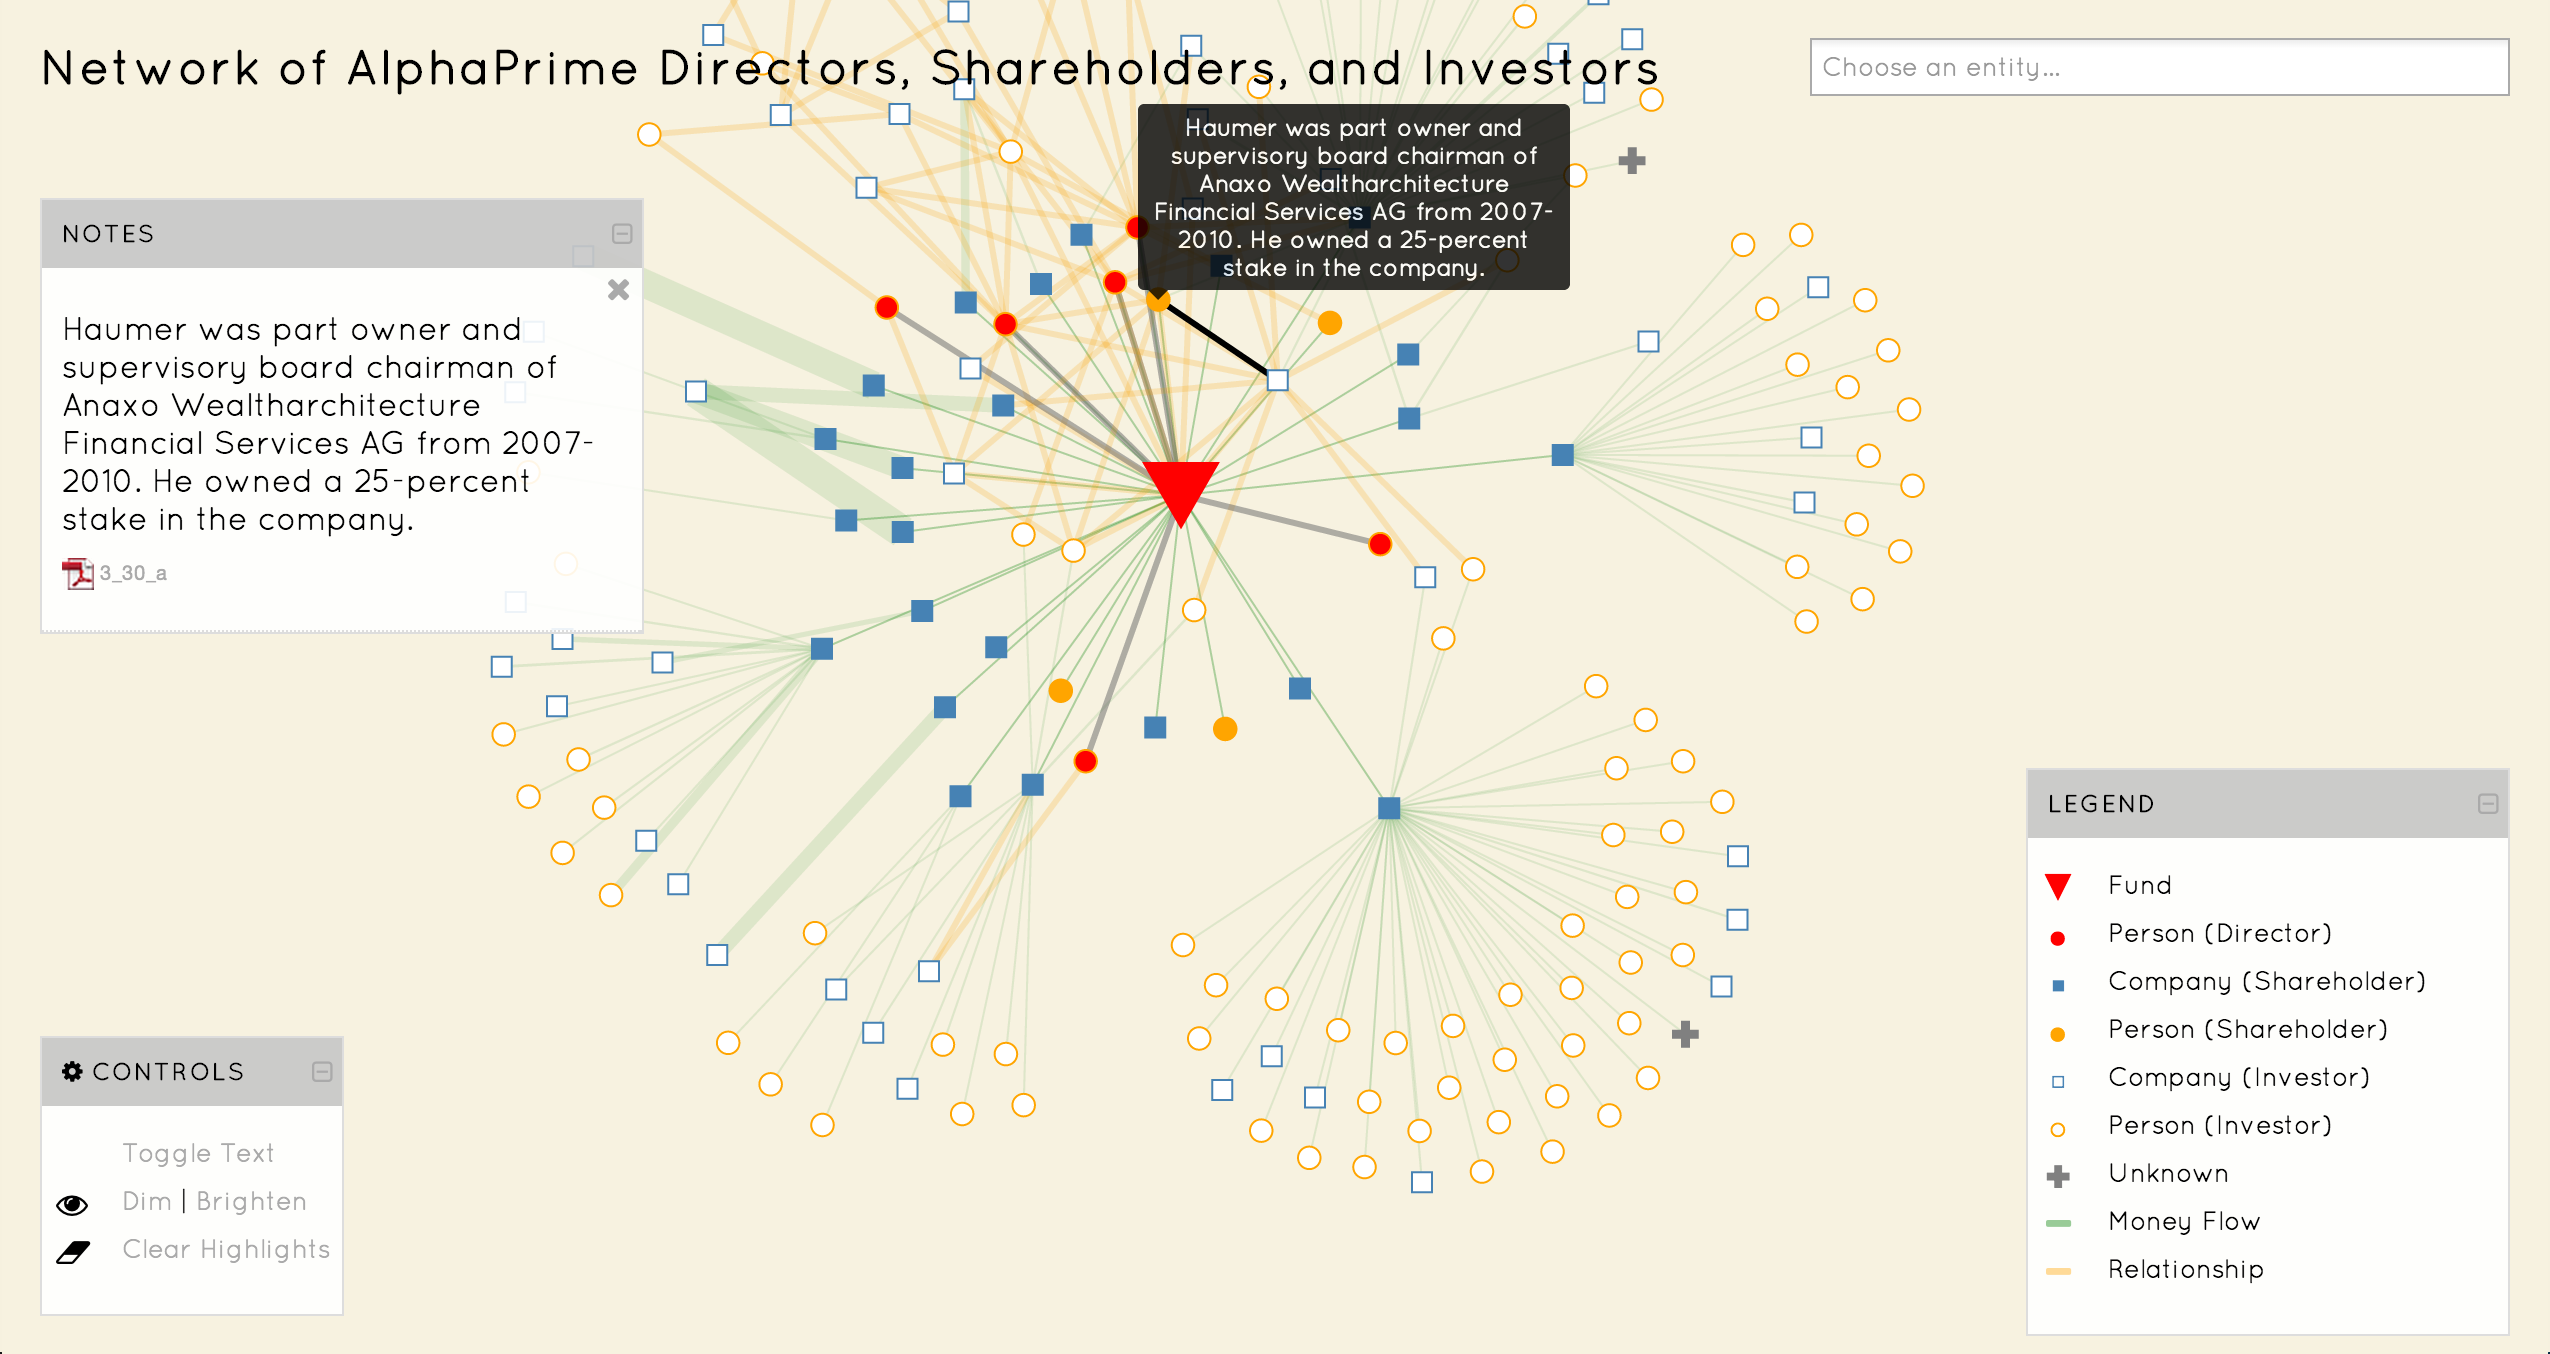 Network of AlphaPrime Directors, Shareholders, and Investors
Choose an entity...
Haumer was part owner and
supervisory board chairman of
Anaxo Wealtharchitecture
Financial Services AG from 2007-
2010. He owned a 25-percent
stake in the company.
NOTES
Haumer was part owner and
supervisory board chairman of
Anaxo Wealtharchitecture
Financial Services AG from 2007-
2010. He owned a 25-percent
stake in the company.
3_30_a
CONTROLS
Toggle Text
Dim | Brighten
Clear Highlights
LEGEND
Fund
Person (Director)
Company (Shareholder)
Person (Shareholder)
Company (Investor)
Person (Investor)
Unknown
Money Flow
Relationship